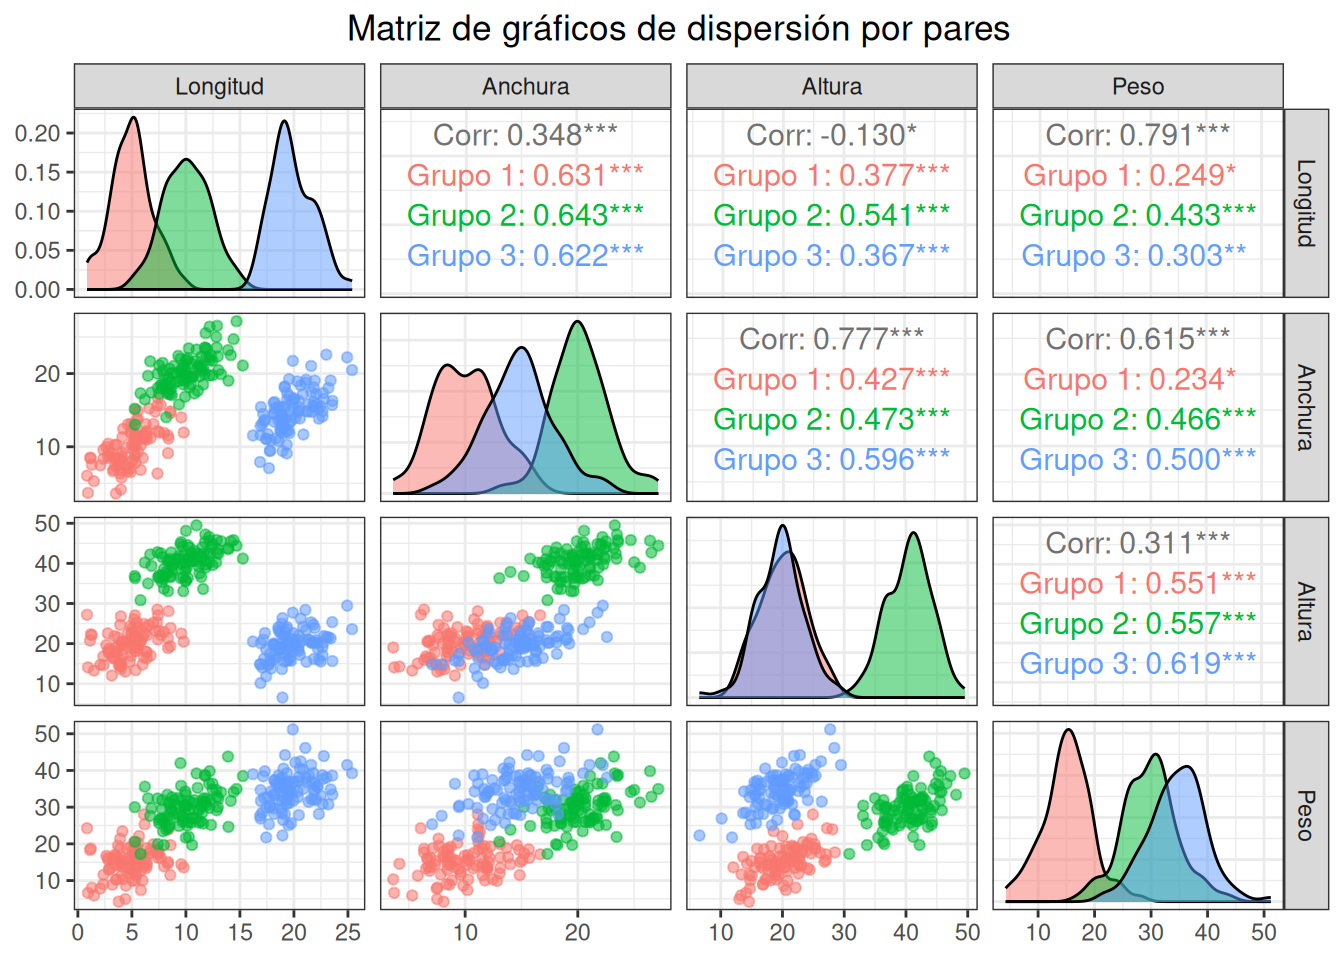 Matriz de gráficos de dispersión por pares
Longitud Anchura Altura Peso
0.20
0.15
0.10
0.05
0.00
Corr: 0.348***
Grupo 1: 0.631***
Grupo 2: 0.643***
Grupo 3: 0.622***
Corr: -0.130*
Grupo 1: 0.377***
Grupo 2: 0.541***
Grupo 3: 0.367***
Corr: 0.791***
Grupo 1: 0.249*
Grupo 2: 0.433***
Grupo 3: 0.303**
Longitud
20
10
Corr: 0.777***
Grupo 1: 0.427***
Grupo 2: 0.473***
Grupo 3: 0.596***
Corr: 0.615***
Grupo 1: 0.234*
Grupo 2: 0.466***
Grupo 3: 0.500***
Anchura
50
40
30
20
10
Corr: 0.311***
Grupo 1: 0.551***
Grupo 2: 0.557***
Grupo 3: 0.619***
Altura
50
40
30
20
10
Peso
0 5 10 15 20 25
10 20
10 20 30 40 50
10 20 30 40 50